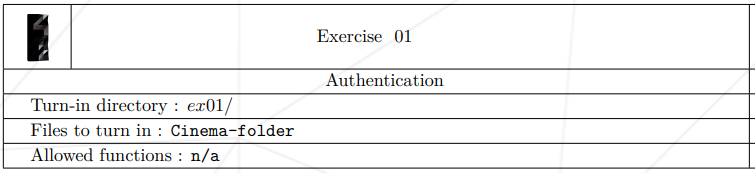 Exercise 01
Authentication
Turn-in directory : ex01/
Files to turn in : Cinema-folder
Allowed functions : n/a